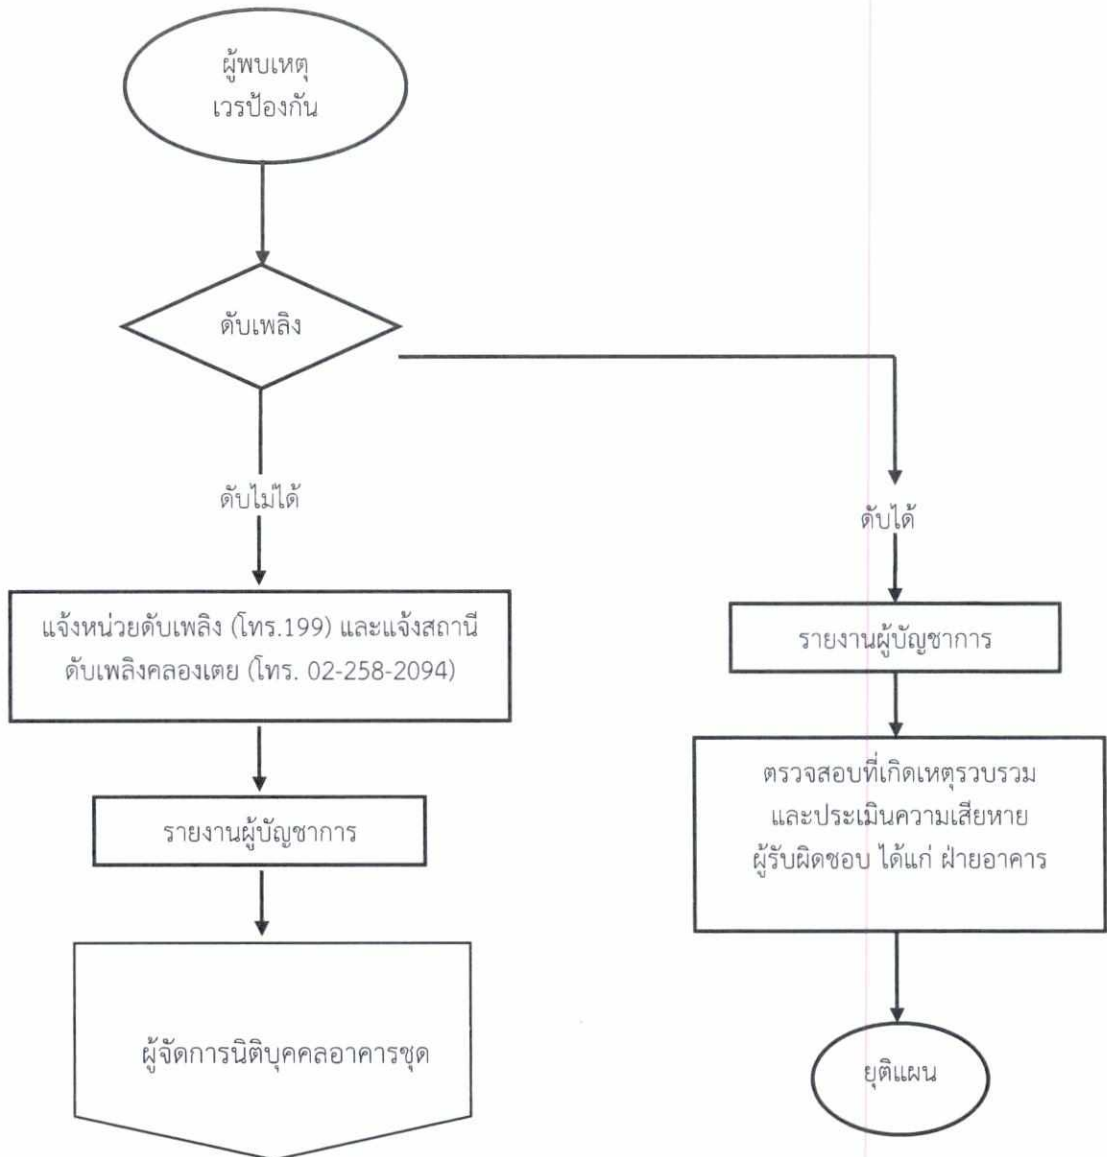 ผู้พบเหตุ
เวรป้องกัน
ดับเพลิง
ดับไม่ได้
แจ้งหน่วยดับเพลิง (โทร.199) และแจ้งสถานี
ดับเพลิงคลองเตย (โทร. 02-258-2094)
รายงานผู้บัญชาการ
ผู้จัดการนิติบุคคลอาคารชุด
ดับได้
รายงานผู้บัญชาการ
ตรวจสอบที่เกิดเหตุรวบรวม
และประเมินความเสียหาย
ผู้รับผิดชอบ ได้แก่ ฝ่ายอาคาร
ยุติแผน